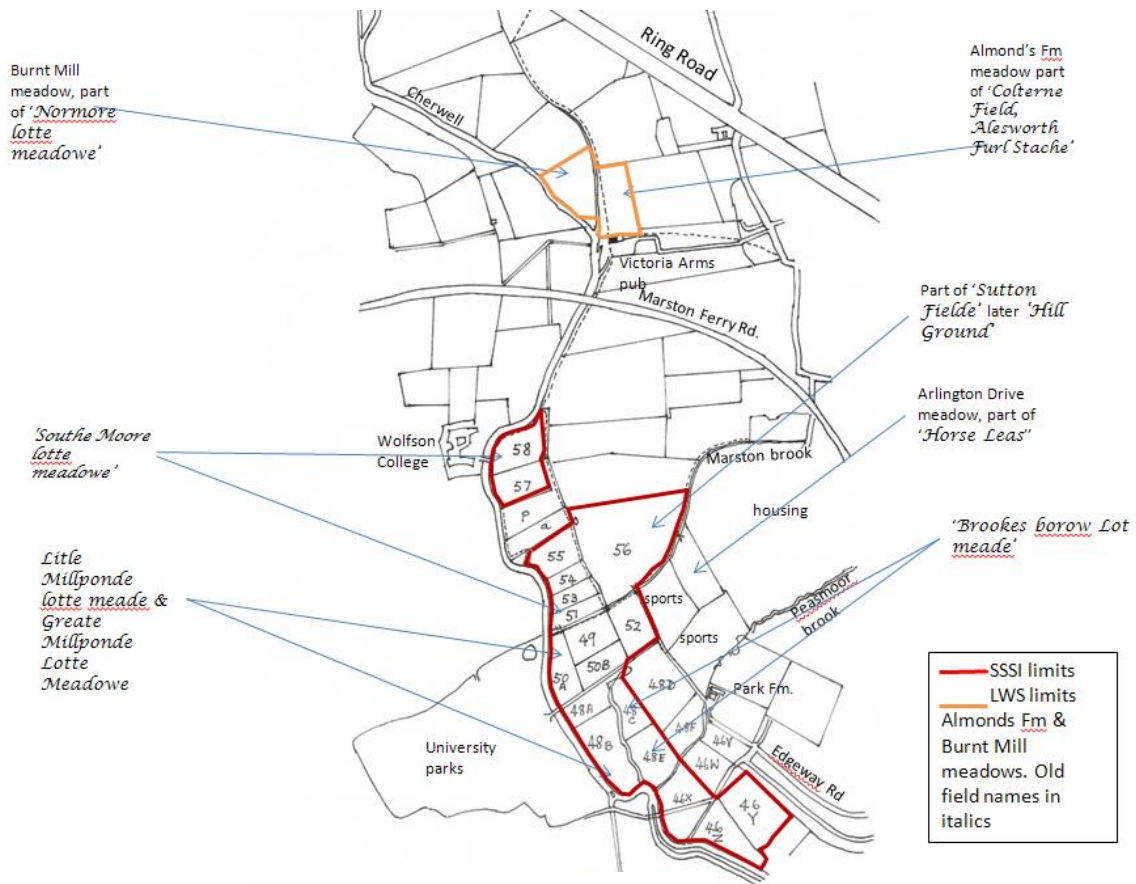 Burnt Mill
meadow, part
of ‘Normore
lotte
meadowe’
Cherwell
Ring Road
Almond’s Fm
meadow part
of ‘Colterne
Field,
Alesworth
Furl Stache’
Victoria Arms
pub
Marston Ferry Rd.
Part of ‘Sutton
Fielde’ later ‘Hill
Ground’
Arlington Drive
meadow, part of
‘Horse Leas’'
‘Southe Moore
lotte
meadowe’
Wolfson
College
Marston brook
housing
‘Brookes borow Lot
meade’
58
57
P
a
55
56
54
53
51
52
49
50B
50
A
48A
48B
48
C
48D
48E
48F
46V
46W
46X
46
Y
46
Z
sports
sports
Peasmoor
brook
Park Fm.
Edgeway Rd
Litle
Millponde
lotte meade &
Greate
Millponde
Lotte
Meadowe
University
parks
SSSI limits
LWS limits
Almonds Fm &
Burnt Mill
meadows. Old
field names in
italics